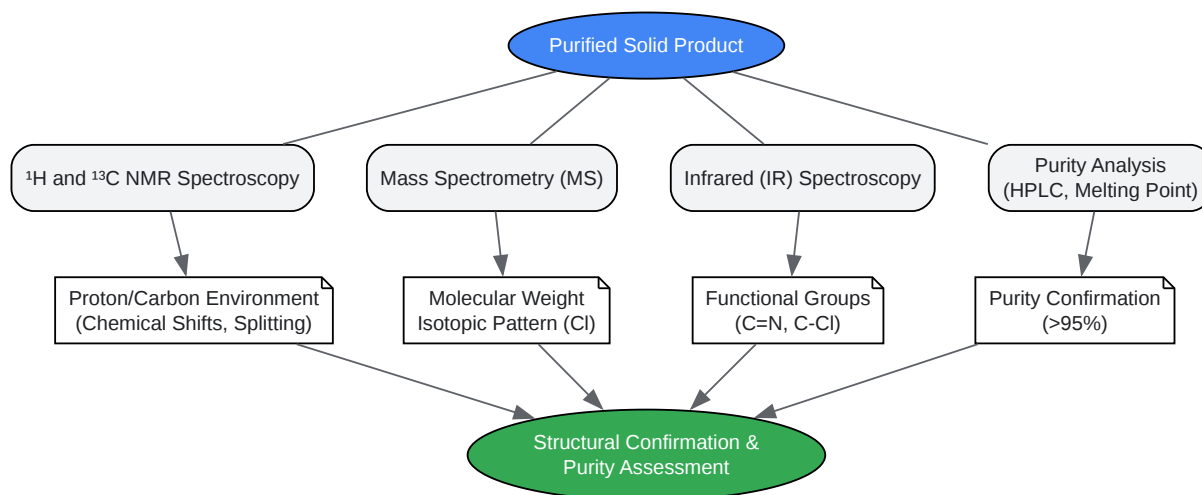 Purified Solid Product
¹H and ¹³C NMR Spectroscopy
Mass Spectrometry (MS)
Infrared (IR) Spectroscopy
Purity Analysis
(HPLC, Melting Point)
Proton/Carbon Environment
(Chemical Shifts, Splitting)
Molecular Weight
Isotopic Pattern (Cl)
Functional Groups
(C=N, C-Cl)
Purity Confirmation
(>95%)
Structural Confirmation &
Purity Assessment